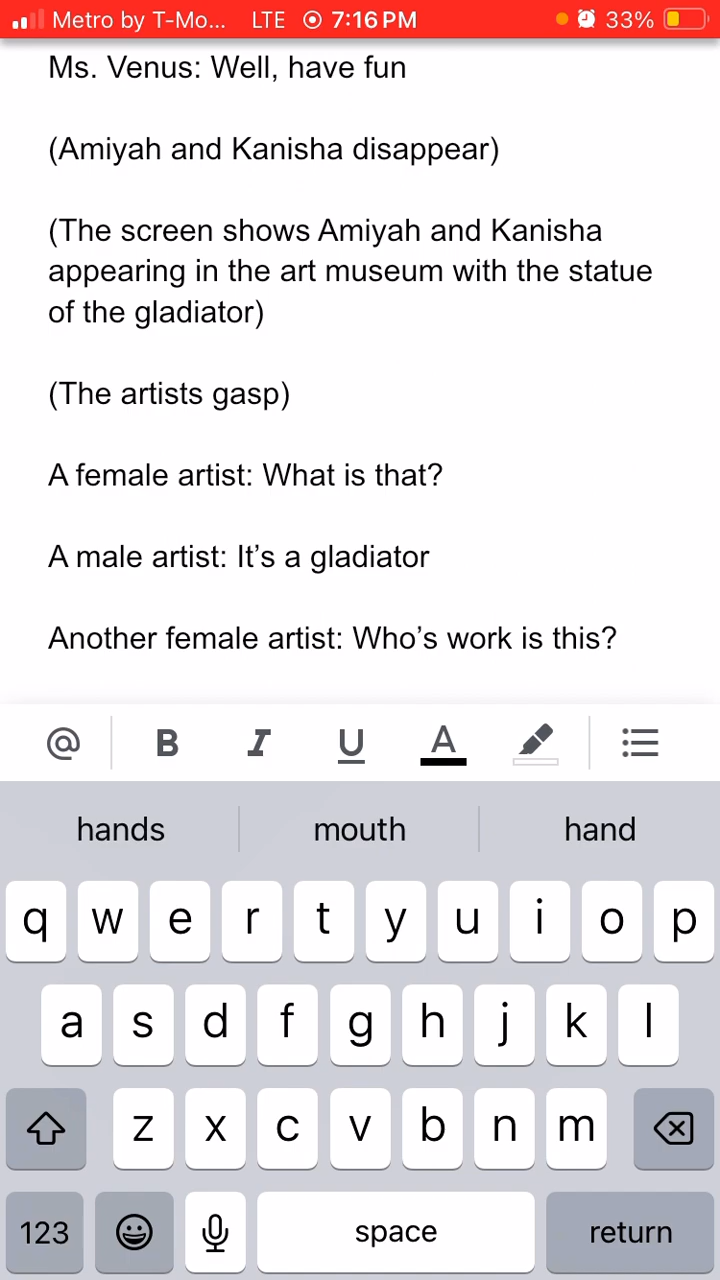 Metro by T-Mo... LTE 7:16 PM 33%
Ms. Venus: Well, have fun
(Amiyah and Kanisha disappear)
(The screen shows Amiyah and Kanisha
appearing in the art museum with the statue
of the gladiator)
(The artists gasp)
A female artist: What is that?
A male artist: It’s a gladiator
Another female artist: Who’s work is this?
@ B I U A
hands mouth hand
q w e r t y u i o p
a s d f g h j k l
z x c v b n m
123 space return